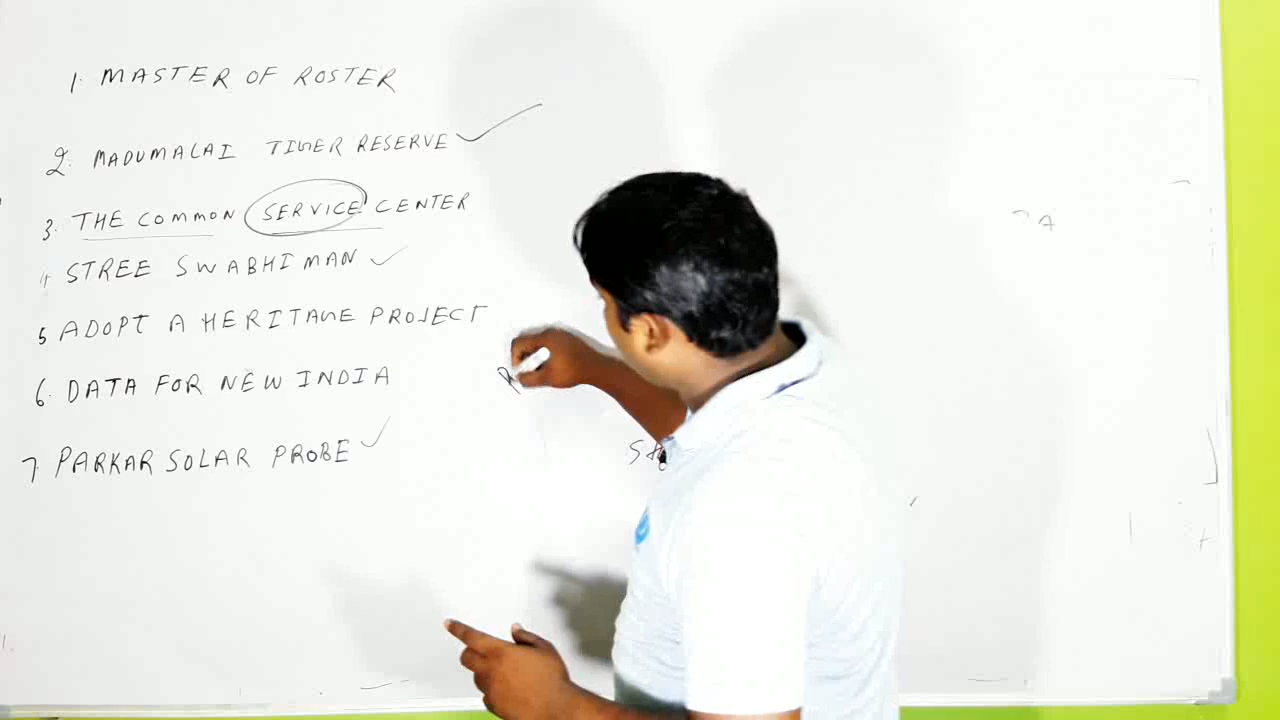 1. MASTER OF ROSTER
2. MADUMALAI TIGER RESERVE
3. THE COMMON SERVICE CENTER
4 STREE SWABHIMAN
5 ADOPT A HERITAGE PROJECT
6. DATA FOR NEW INDIA
7. PARKAR SOLAR PROBE